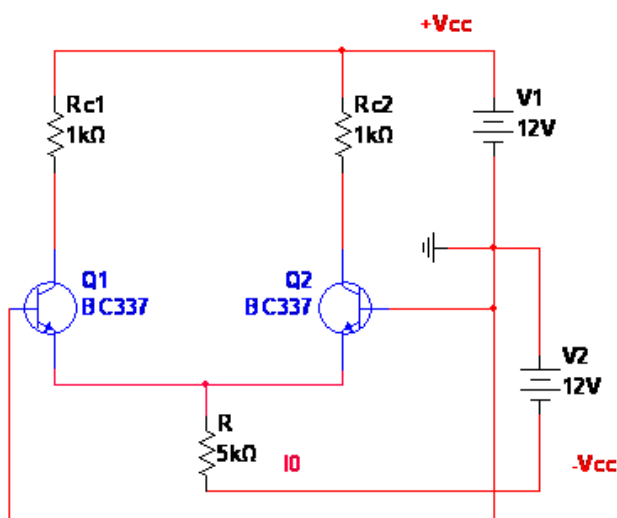 +Vcc
Rc1
1kΩ
Rc2
1kΩ
V1
12V
Q1
BC337
Q2
BC337
V2
12V
R
5kΩ
I0
-Vcc